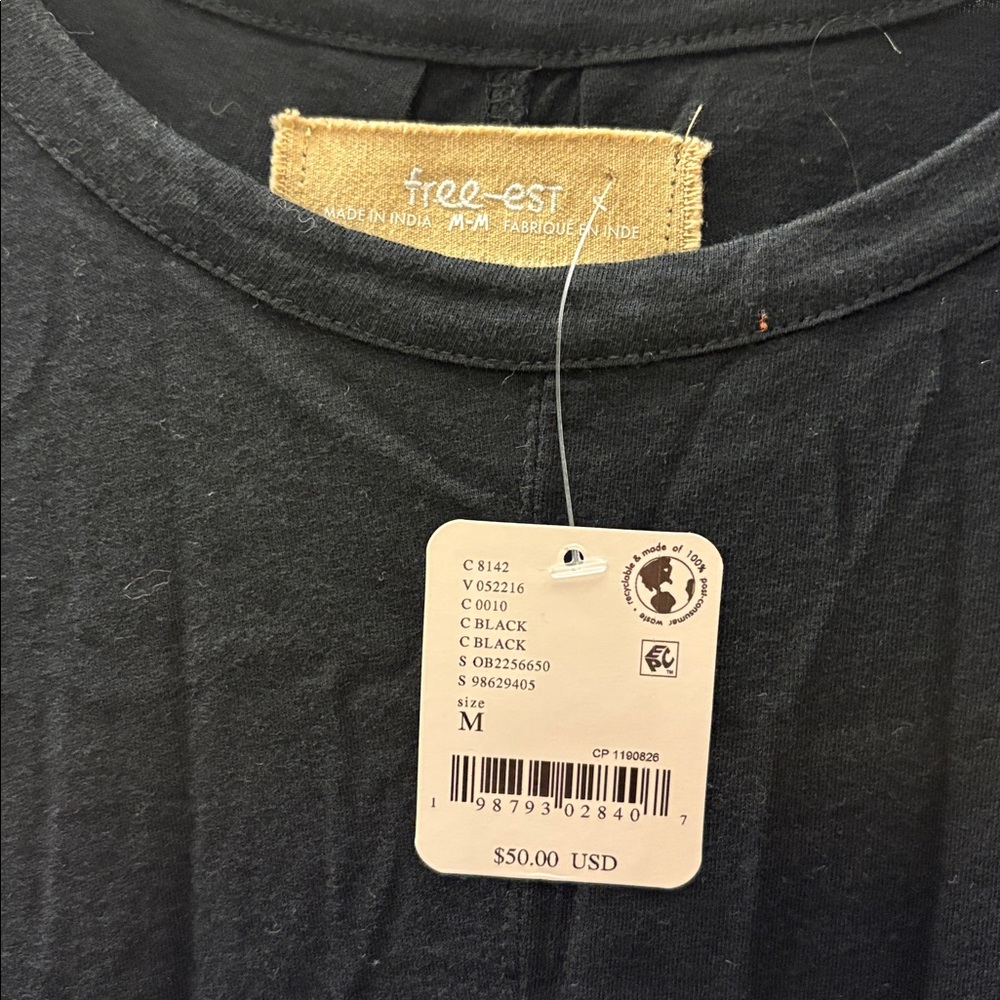 free-est
MADE IN INDIA M-M FABRIQUÉ EN INDE
C 8142
V 052216
C 0010
C BLACK
C BLACK
S OB2256650
S 98629405
size
M
recyclable & made of 100% post-consumer waste
EPC™
CP 1190826
1 98793 02840 7
$50.00 USD